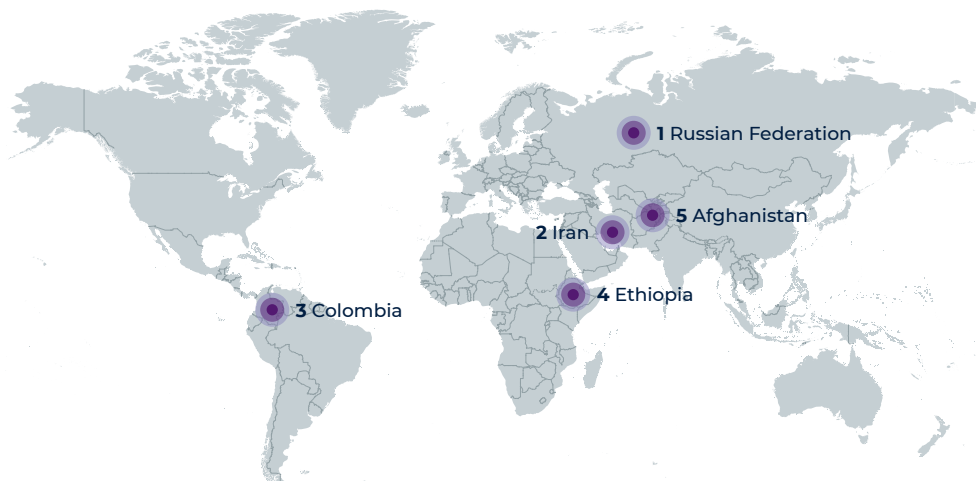 1 Russian Federation
5 Afghanistan
2 Iran
4 Ethiopia
3 Colombia